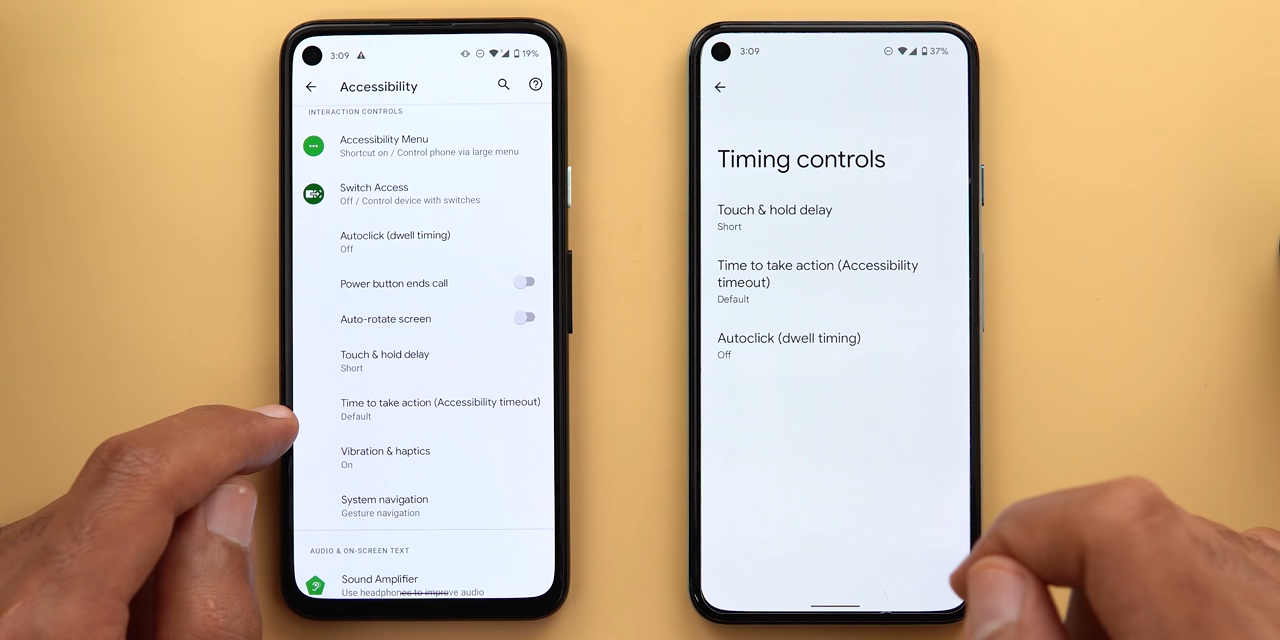 3:09
19%
Accessibility
INTERACTION CONTROLS
Accessibility Menu
Shortcut on / Control phone via large menu
Switch Access
Off / Control device with switches
Autoclick (dwell timing)
Off
Power button ends call
Auto-rotate screen
Touch & hold delay
Short
Time to take action (Accessibility timeout)
Default
Vibration & haptics
On
System navigation
Gesture navigation
AUDIO & ON-SCREEN TEXT
Sound Amplifier
Use headphones to improve audio
3:09
37%
Timing controls
Touch & hold delay
Short
Time to take action (Accessibility
timeout)
Default
Autoclick (dwell timing)
Off